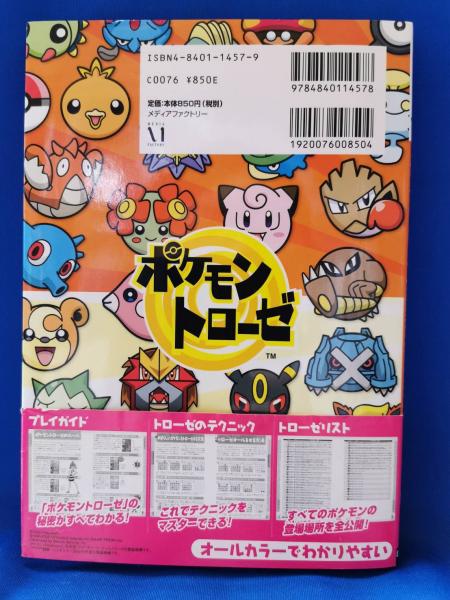 ISBN4-8401-1457-9
C0076 ¥850E
定価:本体850円(税別)
メディアファクトリー
MEDIA
FACTORY
9784840114578
1920076008504
ポケモン
トローゼ
TM
プレイガイド
「ポケモントローゼ」の
秘密がすべてわかる!
トローゼのテクニック
これでテクニックを
マスターできる!
トローゼリスト
すべてのポケモンの
登場場所を全公開!
オールカラーでわかりやすい